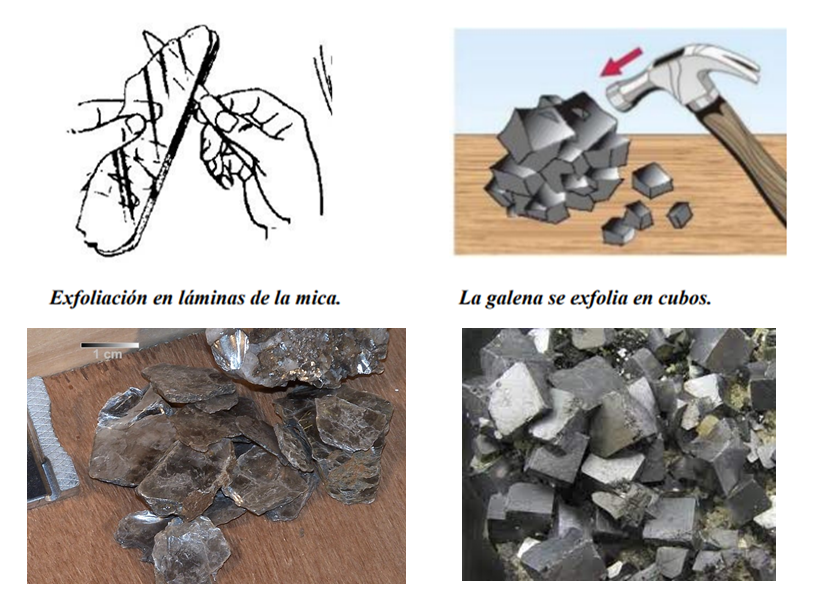 Exfoliación en láminas de la mica.
La galena se exfolia en cubos.
1 cm